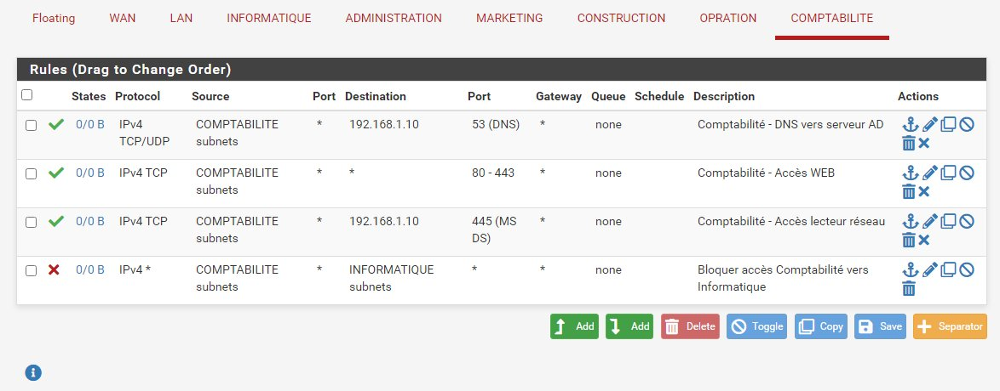 Floating WAN LAN INFORMATIQUE ADMINISTRATION MARKETING CONSTRUCTION OPRATION COMPTABILITE
Rules (Drag to Change Order)
States Protocol Source Port Destination Port Gateway Queue Schedule Description Actions
0/0 B IPv4 COMPTABILITE * 192.168.1.10 53 (DNS) * none Comptabilité - DNS vers serveur AD
TCP/UDP subnets
0/0 B IPv4 TCP COMPTABILITE * * 80 - 443 * none Comptabilité - Accès WEB
subnets
0/0 B IPv4 TCP COMPTABILITE * 192.168.1.10 445 (MS * none Comptabilité - Accès lecteur réseau
subnets DS)
0/0 B IPv4 * COMPTABILITE * INFORMATIQUE * * none Bloquer accès Comptabilité vers
subnets subnets Informatique
Add Add Delete Toggle Copy Save Separator